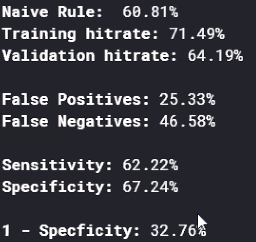 Naive Rule: 60.81%
Training hitrate: 71.49%
Validation hitrate: 64.19%
False Positives: 25.33%
False Negatives: 46.58%
Sensitivity: 62.22%
Specificity: 67.24%
1 - Specficity: 32.76%